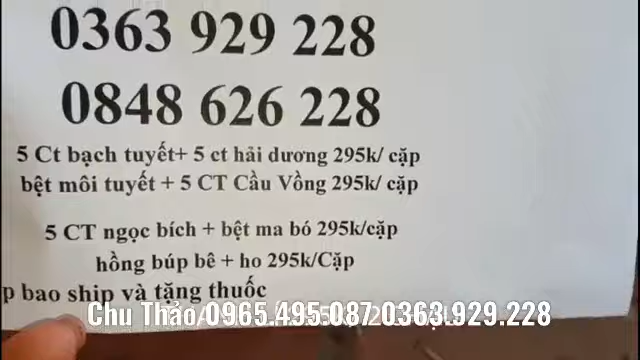 0363 929 228
0848 626 228
5 Ct bạch tuyết+ 5 ct hải dương 295k/ cặp
bệt môi tuyết + 5 CT Cầu Vồng 295k/ cặp
5 CT ngọc bích + bệt ma bó 295k/cặp
hồng búp bê + ho 295k/Cặp
p bao ship và tặng thuốc
Chu Thảo 0965.495.087 0363.929.228